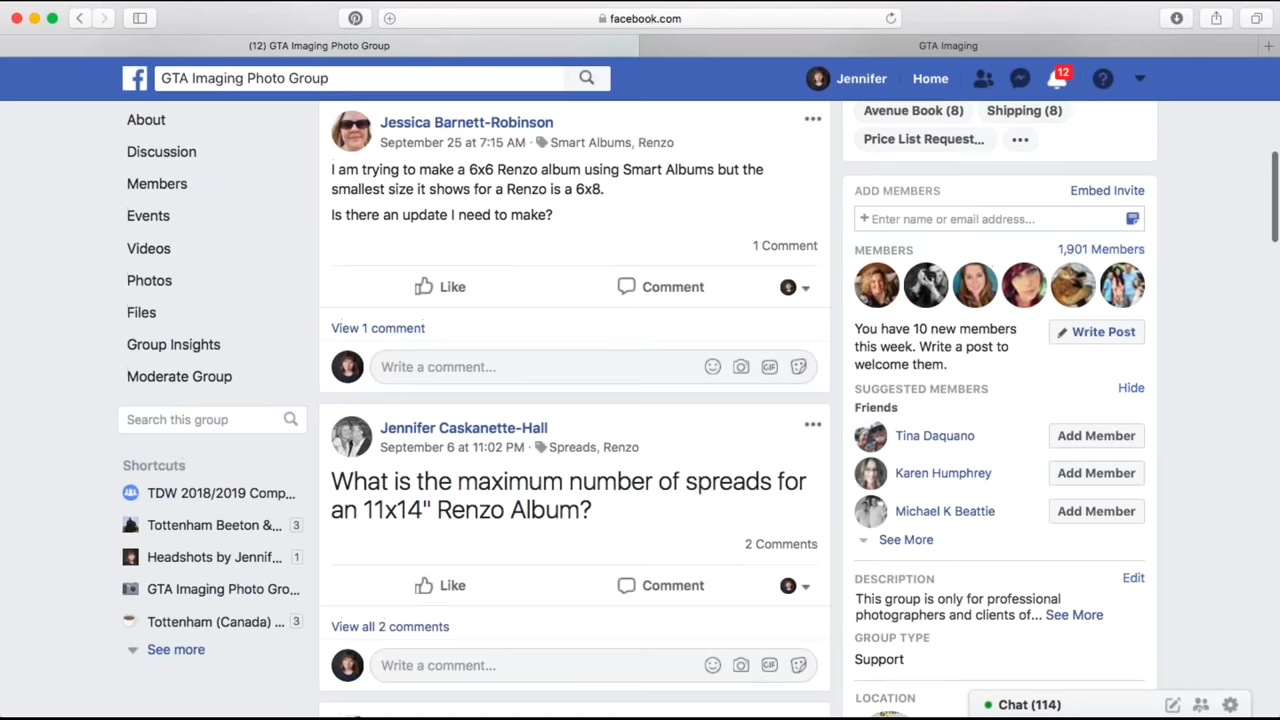 facebook.com
(12) GTA Imaging Photo Group
GTA Imaging
GTA Imaging Photo Group
Jennifer
Home
12
About
Discussion
Members
Events
Videos
Photos
Files
Group Insights
Moderate Group
Search this group
Shortcuts
TDW 2018/2019 Comp...
Tottenham Beeton &... 3
Headshots by Jennif... 1
GTA Imaging Photo Gro...
Tottenham (Canada) ... 3
See more
Jessica Barnett-Robinson
September 25 at 7:15 AM · Smart Albums, Renzo
I am trying to make a 6x6 Renzo album using Smart Albums but the
smallest size it shows for a Renzo is a 6x8.
Is there an update I need to make?
1 Comment
Like
Comment
View 1 comment
Write a comment...
GIF
Jennifer Caskanette-Hall
September 6 at 11:02 PM · Spreads, Renzo
What is the maximum number of spreads for
an 11x14" Renzo Album?
2 Comments
Like
Comment
View all 2 comments
Write a comment...
GIF
Avenue Book (8)
Shipping (8)
Price List Request...
ADD MEMBERS
Embed Invite
+ Enter name or email address...
MEMBERS
1,901 Members
You have 10 new members
this week. Write a post to
welcome them.
Write Post
SUGGESTED MEMBERS
Hide
Friends
Tina Daquano
Add Member
Karen Humphrey
Add Member
Michael K Beattie
Add Member
See More
DESCRIPTION
Edit
This group is only for professional
photographers and clients of... See More
GROUP TYPE
Support
LOCATION
Chat (114)